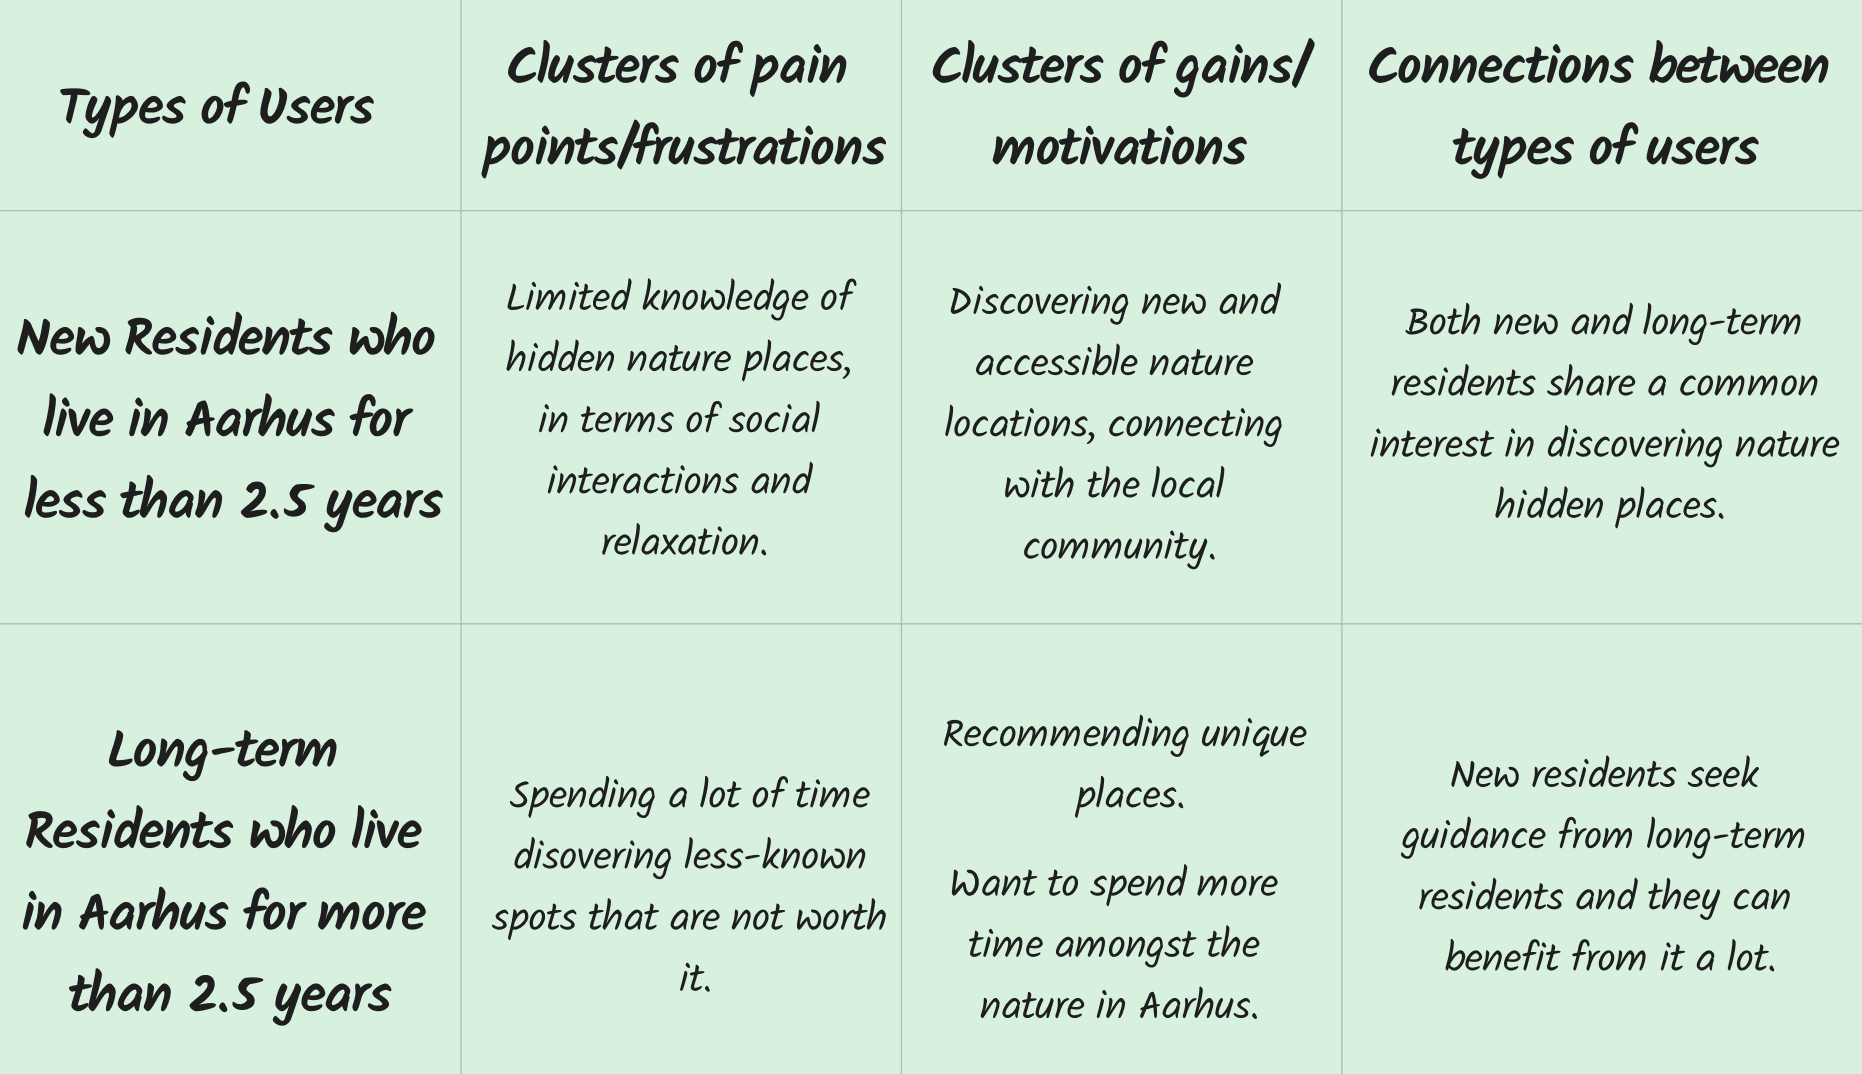 Types of Users
Clusters of pain
points/frustrations
Clusters of gains/
motivations
Connections between
types of users
New Residents who
live in Aarhus for
less than 2.5 years
Limited knowledge of
hidden nature places,
in terms of social
interactions and
relaxation.
Discovering new and
accessible nature
locations, connecting
with the local
community.
Both new and long-term
residents share a common
interest in discovering nature
hidden places.
Long-term
Residents who live
in Aarhus for more
than 2.5 years
Spending a lot of time
disovering less-known
spots that are not worth
it.
Recommending unique
places.
Want to spend more
time amongst the
nature in Aarhus.
New residents seek
guidance from long-term
residents and they can
benefit from it a lot.